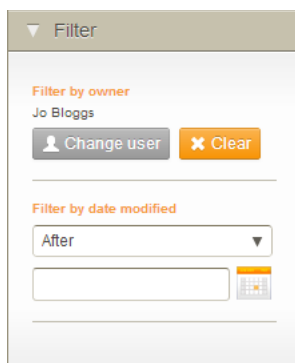 Filter
Filter by owner
Jo Bloggs
Change user Clear
Filter by date modified
After